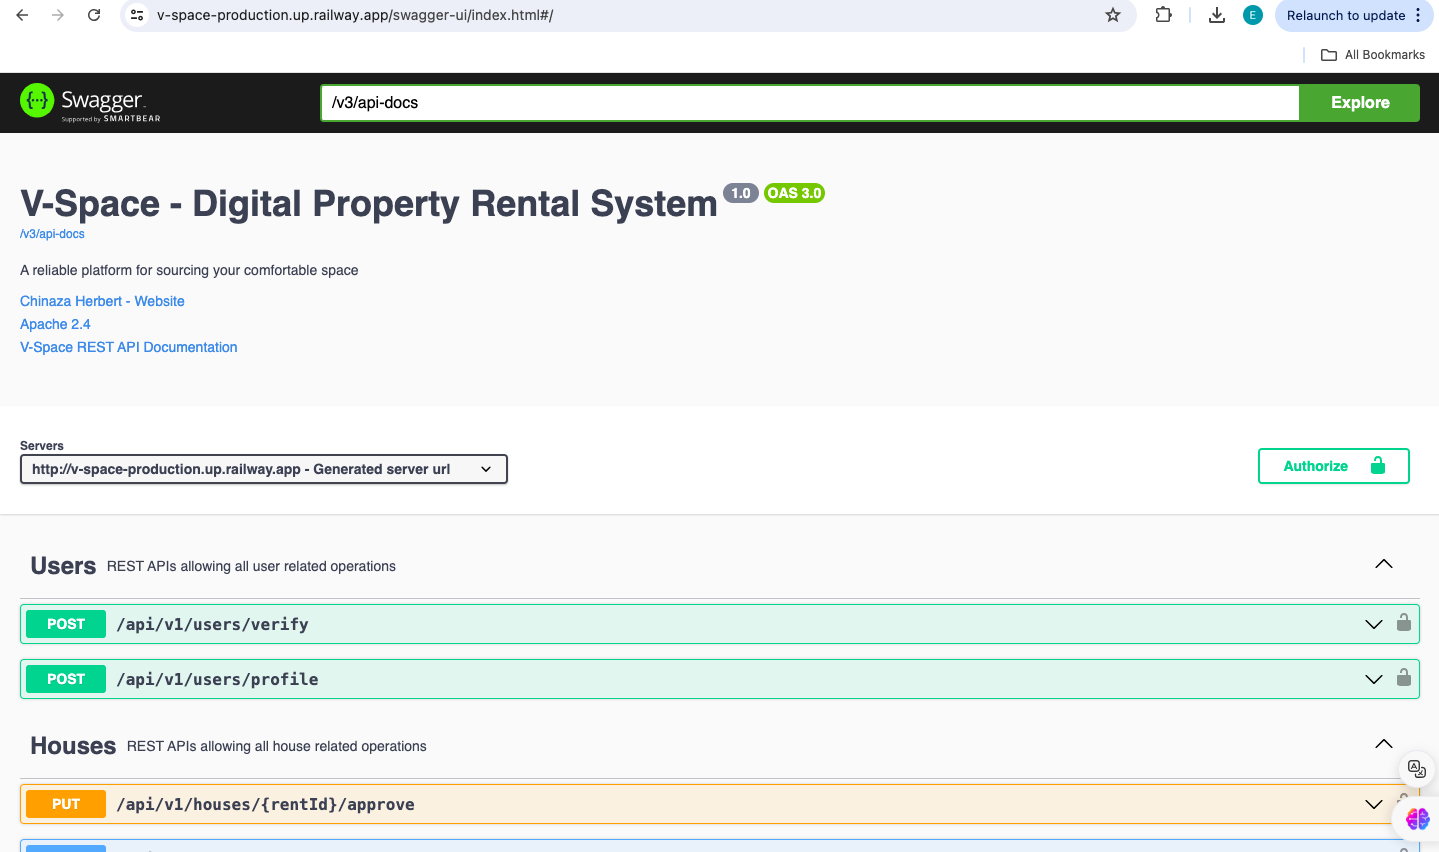 v-space-production.up.railway.app/swagger-ui/index.html#/
E
Relaunch to update
All Bookmarks
Swagger
Supported by SMARTBEAR
/v3/api-docs
Explore
V-Space - Digital Property Rental System 1.0 OAS 3.0
/v3/api-docs
A reliable platform for sourcing your comfortable space
Chinaza Herbert - Website
Apache 2.4
V-Space REST API Documentation
Servers
http://v-space-production.up.railway.app - Generated server url
Authorize
Users REST APIs allowing all user related operations
POST /api/v1/users/verify
POST /api/v1/users/profile
Houses REST APIs allowing all house related operations
PUT /api/v1/houses/{rentId}/approve